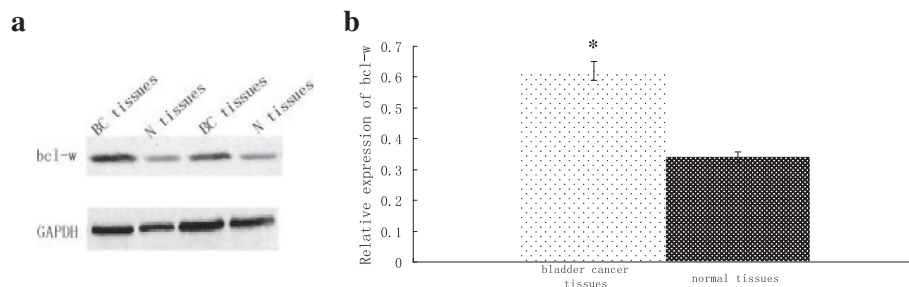 a
BC tissues
N tissues
BC tissues
N tissues
bcl-w
GAPDH
b
Relative expression of bcl-w
0.7
0.6
0.5
0.4
0.3
0.2
0.1
0
*
bladder cancer
tissues
normal tissues